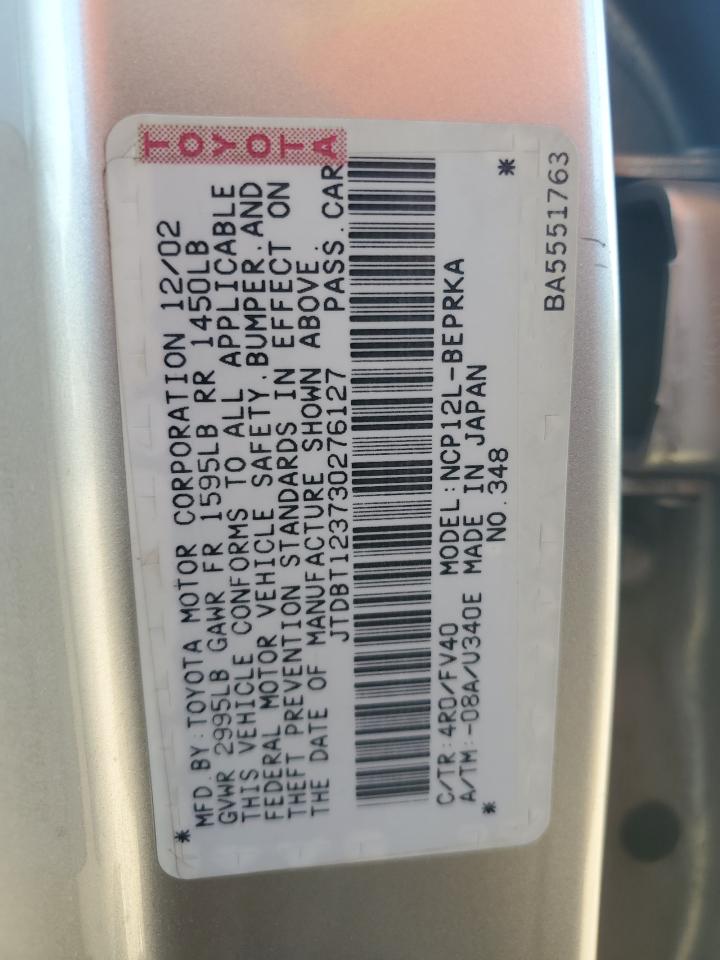 TOYOTA
MFD.BY:TOYOTA MOTOR CORPORATION 12/02
GVWR 2995LB GAWR FR 1595LB RR 1450LB
THIS VEHICLE CONFORMS TO ALL APPLICABLE
FEDERAL MOTOR VEHICLE SAFETY.BUMPER.AND
THEFT PREVENTION STANDARDS IN EFFECT ON
THE DATE OF MANUFACTURE SHOWN ABOVE.
JTDBT123730276127 PASS.CAR
C/TR:4R0/FV40 MODEL:NCP12L-BEPRKA
A/TM:-08A/U340E MADE IN JAPAN
NO.348
BA5551763